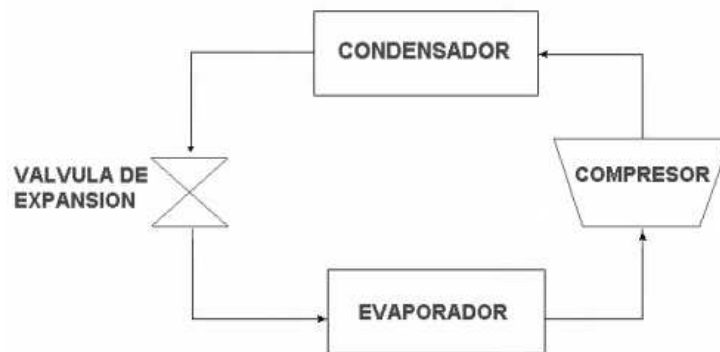 CONDENSADOR
VALVULA DE
EXPANSION
COMPRESOR
EVAPORADOR